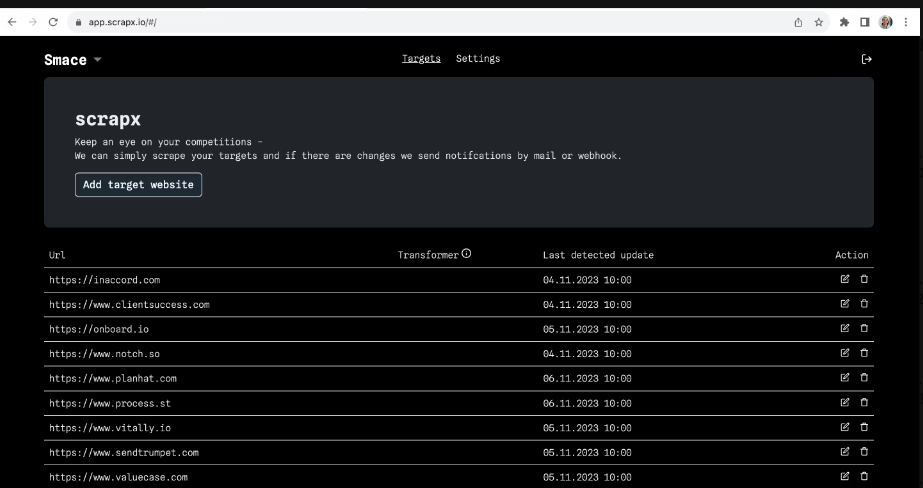 app.scrapx.io/#/
Smace
Targets Settings
scrapx
Keep an eye on your competitions -
We can simply scrape your targets and if there are changes we send notifcations by mail or webhook.
Add target website
Url Transformer Last detected update Action
https://inaccord.com 04.11.2023 10:00
https://www.clientsuccess.com 04.11.2023 10:00
https://onboard.io 05.11.2023 10:00
https://www.notch.so 04.11.2023 10:00
https://www.planhat.com 06.11.2023 10:00
https://www.process.st 06.11.2023 10:00
https://www.vitally.io 05.11.2023 10:00
https://www.sendtrumpet.com 05.11.2023 10:00
https://www.valuecase.com 05.11.2023 10:00